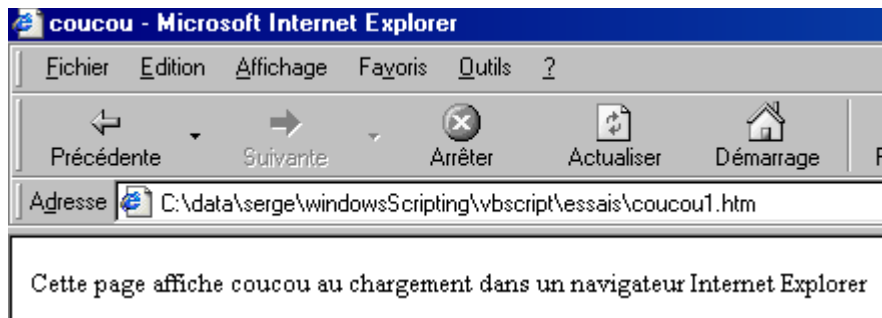 coucou - Microsoft Internet Explorer
Fichier Edition Affichage Favoris Outils ?
Précédente Suivante Arrêter Actualiser Démarrage
Adresse C:\data\serge\windowsScripting\vbscript\essais\coucou1.htm
Cette page affiche coucou au chargement dans un navigateur Internet Explorer